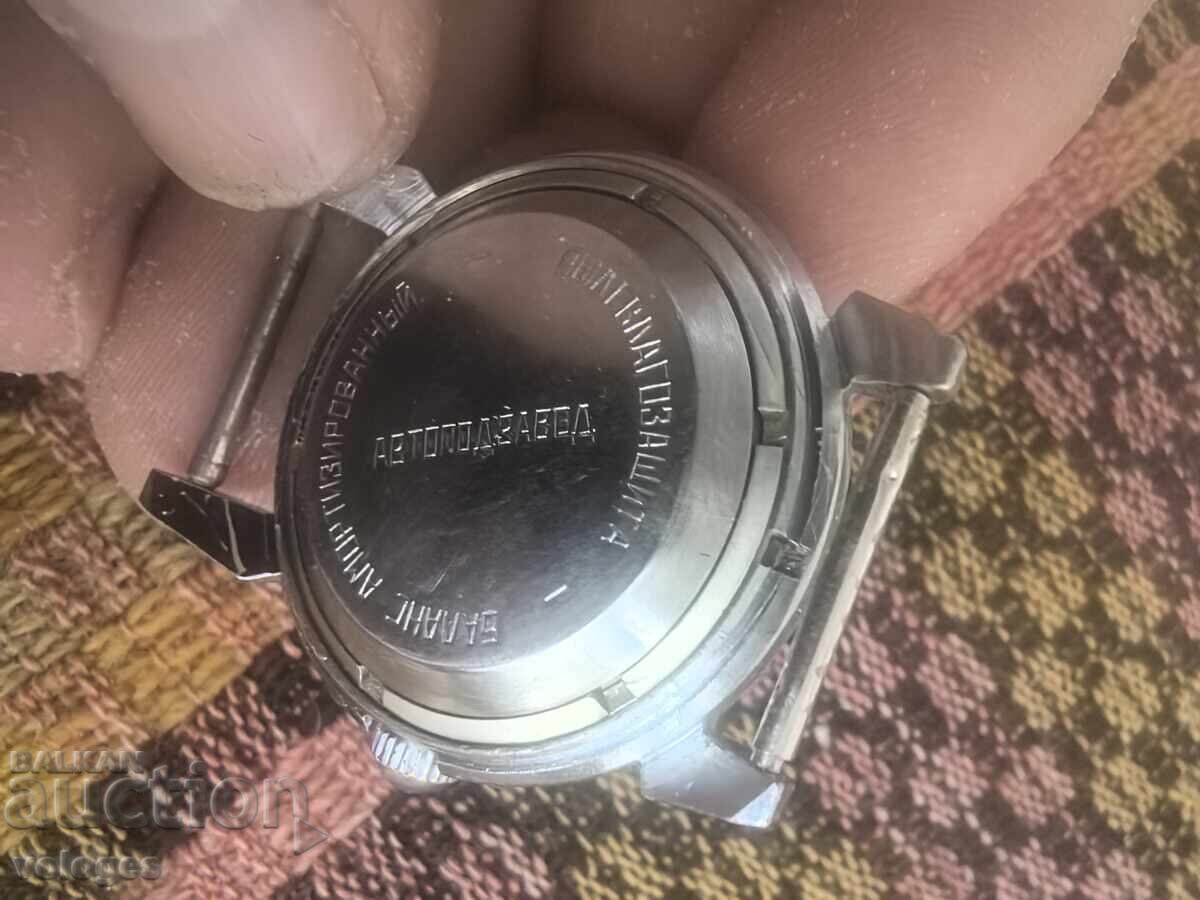 БАЛАНС АМОРТИЗИРОВАННЫЙ
АВТОПОДЗАВОД
ВЛАГОЗАЩИТА
BALKAN
auction
vologes